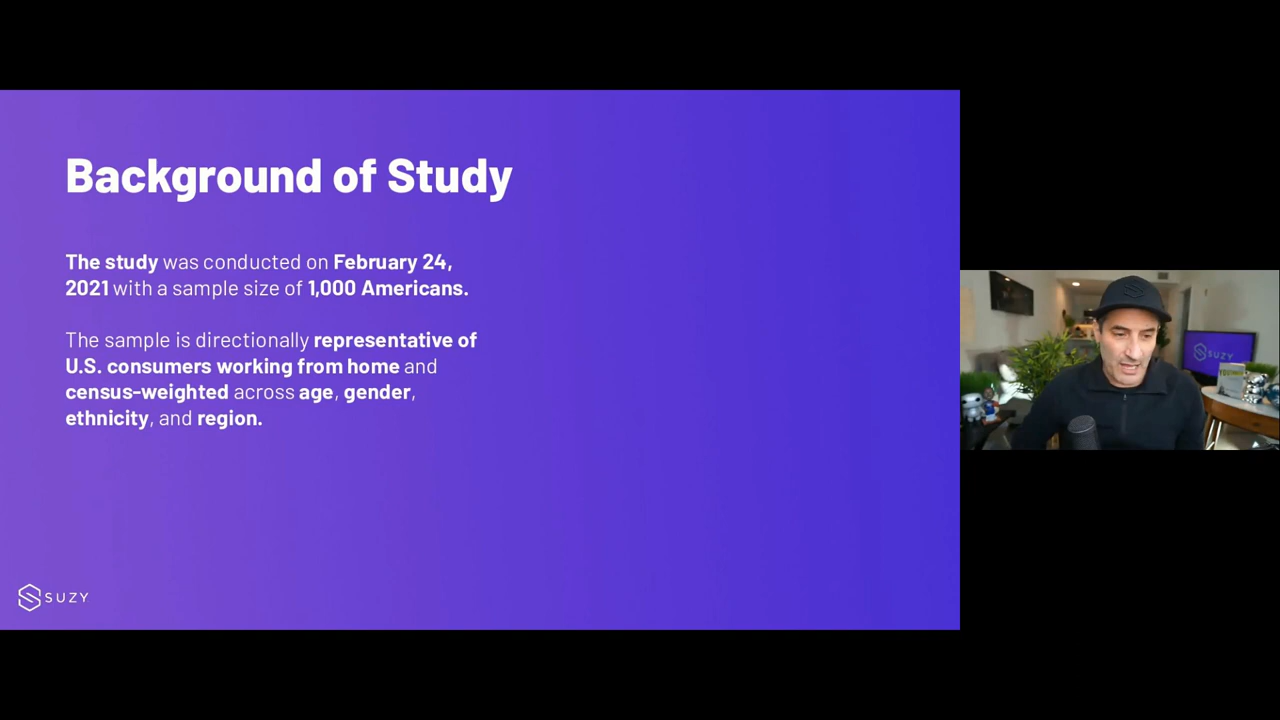 Background of Study
The study was conducted on February 24,
2021 with a sample size of 1,000 Americans.
The sample is directionally representative of
U.S. consumers working from home and
census-weighted across age, gender,
ethnicity, and region.
SUZY
SUZY